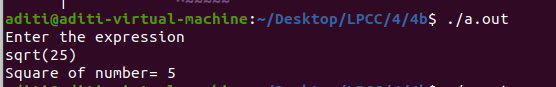 aditi@aditi-virtual-machine:~/Desktop/LPCC/4/4b$ ./a.out
Enter the expression
sqrt(25)
Square of number= 5